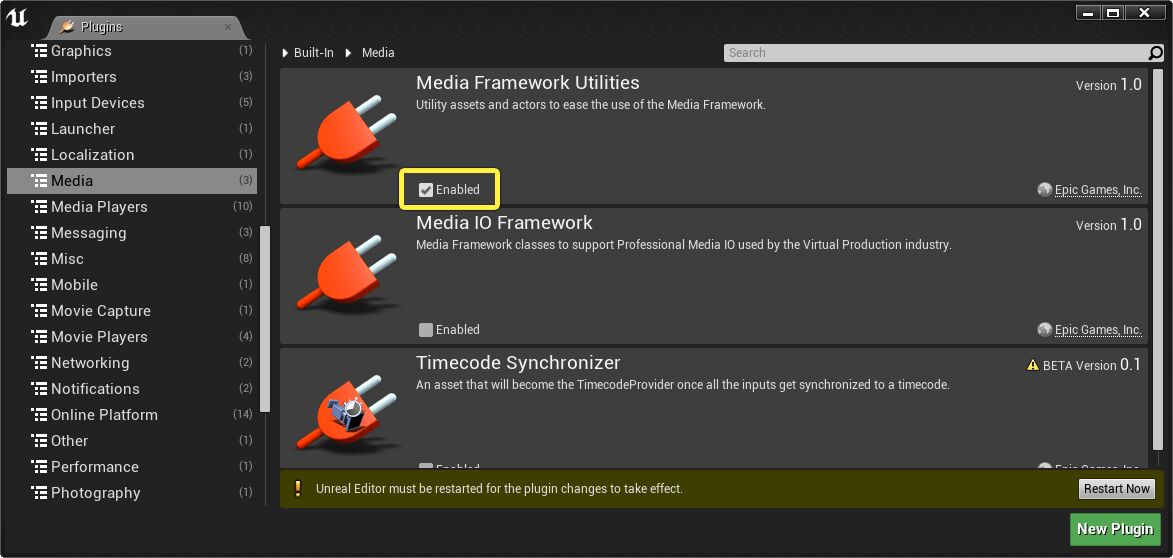 Plugins
Graphics (1)
Importers (3)
Input Devices (5)
Launcher (1)
Localization (1)
Media (3)
Media Players (10)
Messaging (3)
Misc (8)
Mobile (1)
Movie Capture (1)
Movie Players (4)
Networking (2)
Notifications (2)
Online Platform (14)
Other (1)
Performance (1)
Photography (1)
Built-In Media
Search
Media Framework Utilities
Version 1.0
Utility assets and actors to ease the use of the Media Framework.
Enabled
Epic Games, Inc.
Media IO Framework
Version 1.0
Media Framework classes to support Professional Media IO used by the Virtual Production industry.
Enabled
Epic Games, Inc.
Timecode Synchronizer
BETA Version 0.1
An asset that will become the TimecodeProvider once all the inputs get synchronized to a timecode.
Enabled
Epic Games, Inc.
Unreal Editor must be restarted for the plugin changes to take effect.
Restart Now
New Plugin